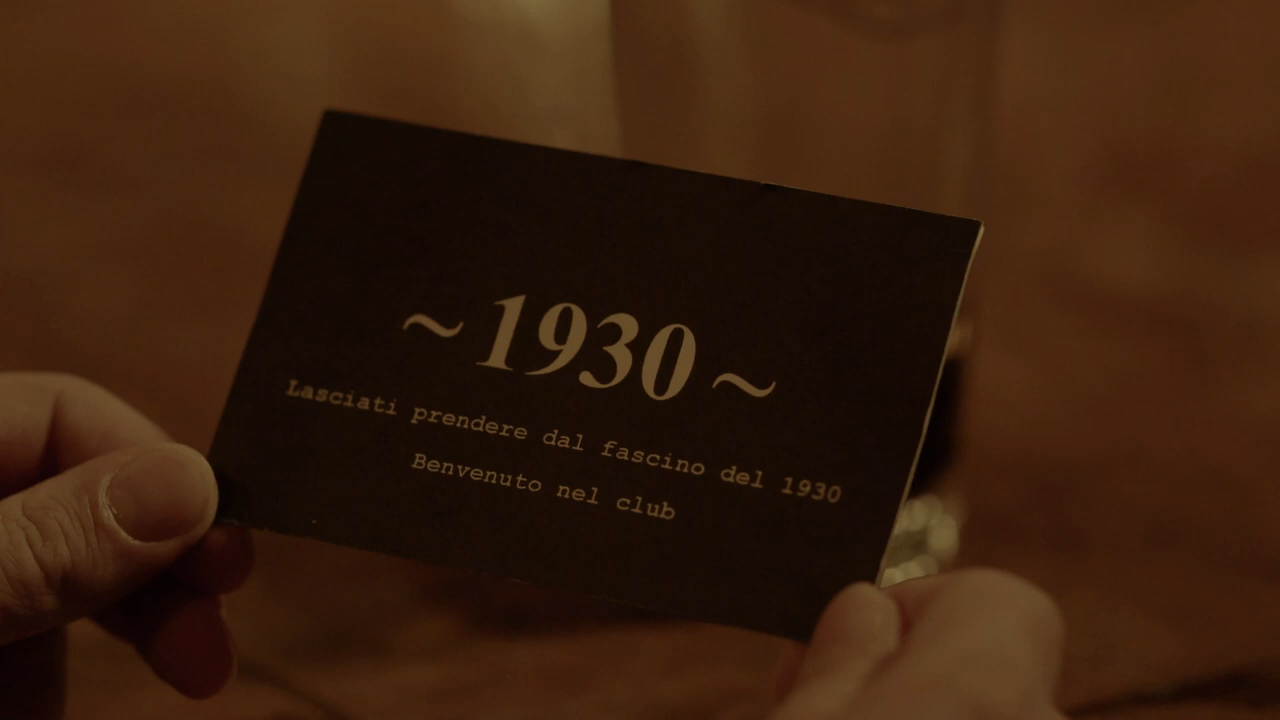 ~ 1930 ~
Lasciati prendere dal fascino del 1930
Benvenuto nel club